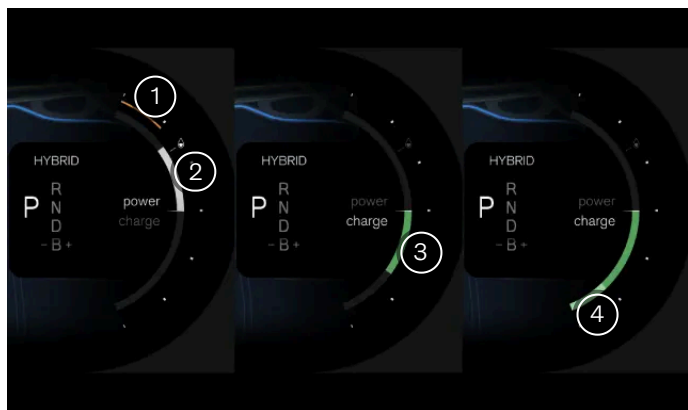 1
2
HYBRID
P
R
N
D
- B +
power
charge
HYBRID
P
R
N
D
- B +
power
charge
3
HYBRID
P
R
N
D
- B +
power
charge
4